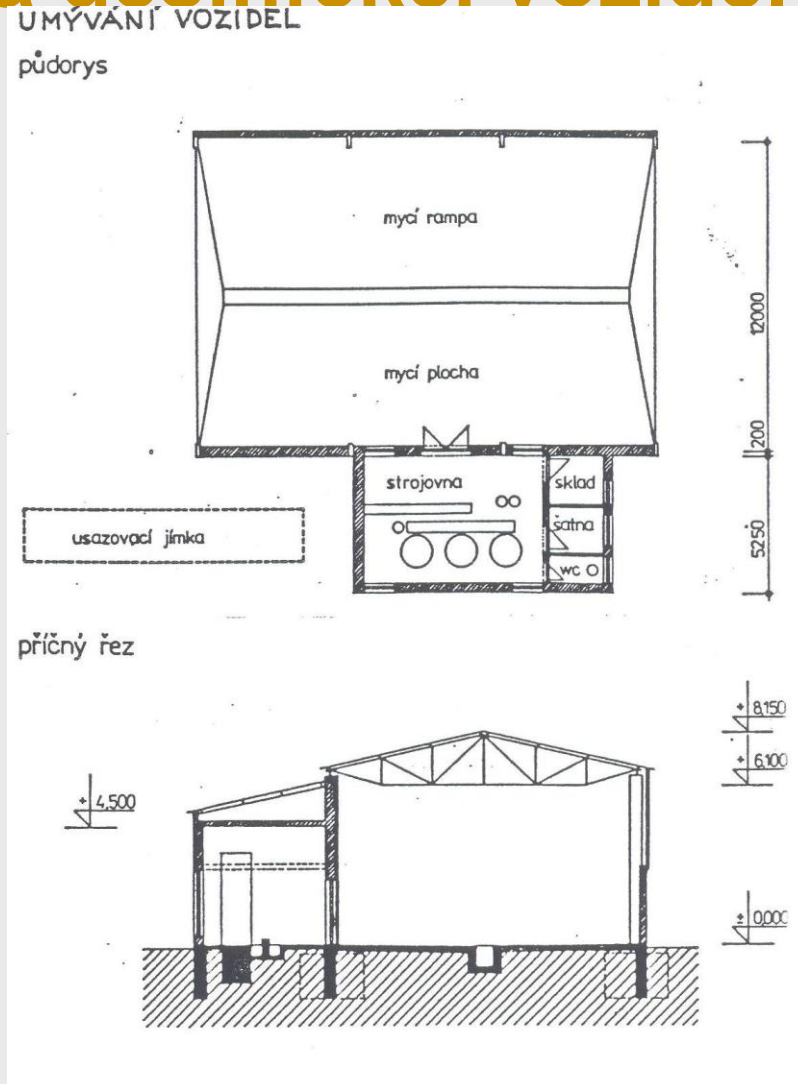 UMÝVÁNÍ VOZIDEL
půdorys
mycí rampa
mycí plocha
12000
200
5250
strojovna
sklad
šatna
wc
usazovací jímka
příčný řez
+ 8,150
+ 6,100
+ 4,500
± 0,000